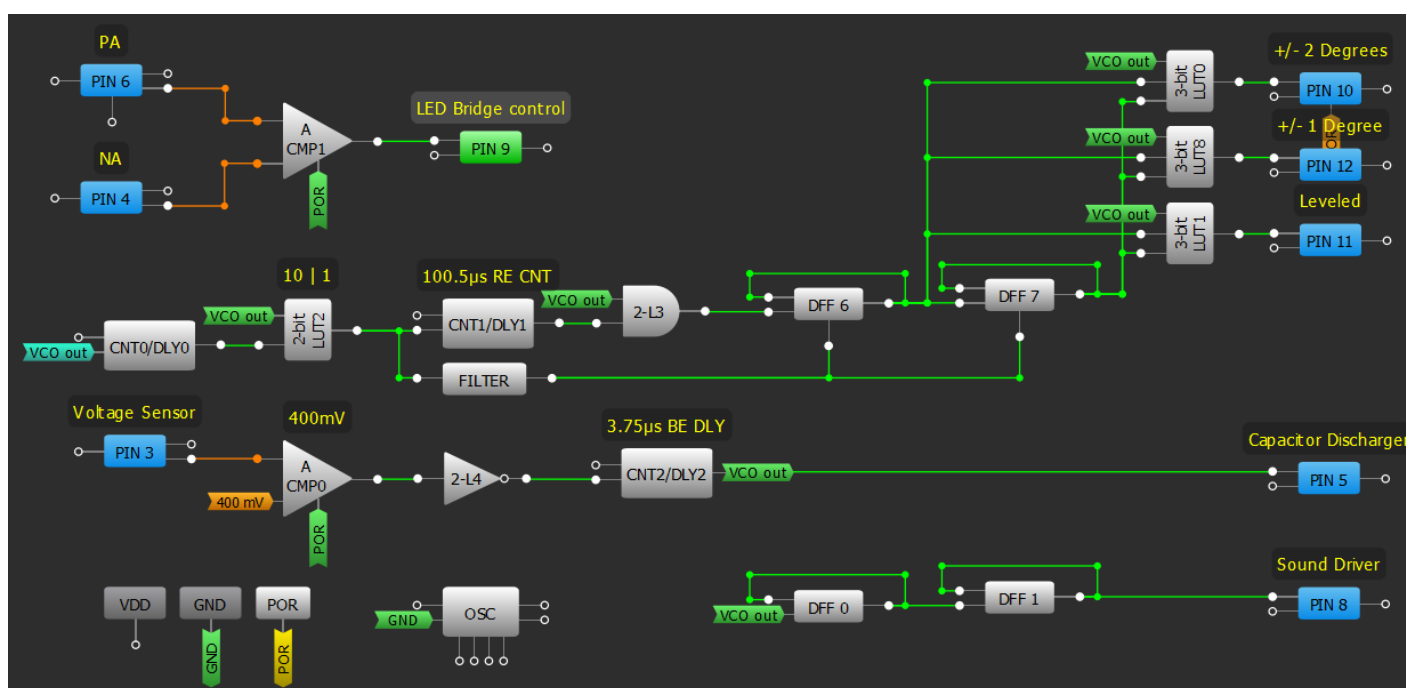 PA
PIN 6
NA
PIN 4
A
CMP1
POR
LED Bridge control
PIN 9
VCO out
3-bit
LUT0
+/- 2 Degrees
PIN 10
VCO out
3-bit
LUT8
+/- 1 Degree
PIN 12
VCO out
3-bit
LUT1
Leveled
PIN 11
VCO out
CNT0/DLY0
10 | 1
VCO out
2-bit
LUT2
100.5µs RE CNT
CNT1/DLY1
FILTER
VCO out
2-L3
DFF 6
DFF 7
Voltage Sensor
PIN 3
400mV
400 mV
A
CMP0
POR
2-L4
3.75µs BE DLY
CNT2/DLY2
VCO out
Capacitor Discharger
PIN 5
VDD
GND
GND
POR
POR
GND
OSC
VCO out
DFF 0
DFF 1
Sound Driver
PIN 8